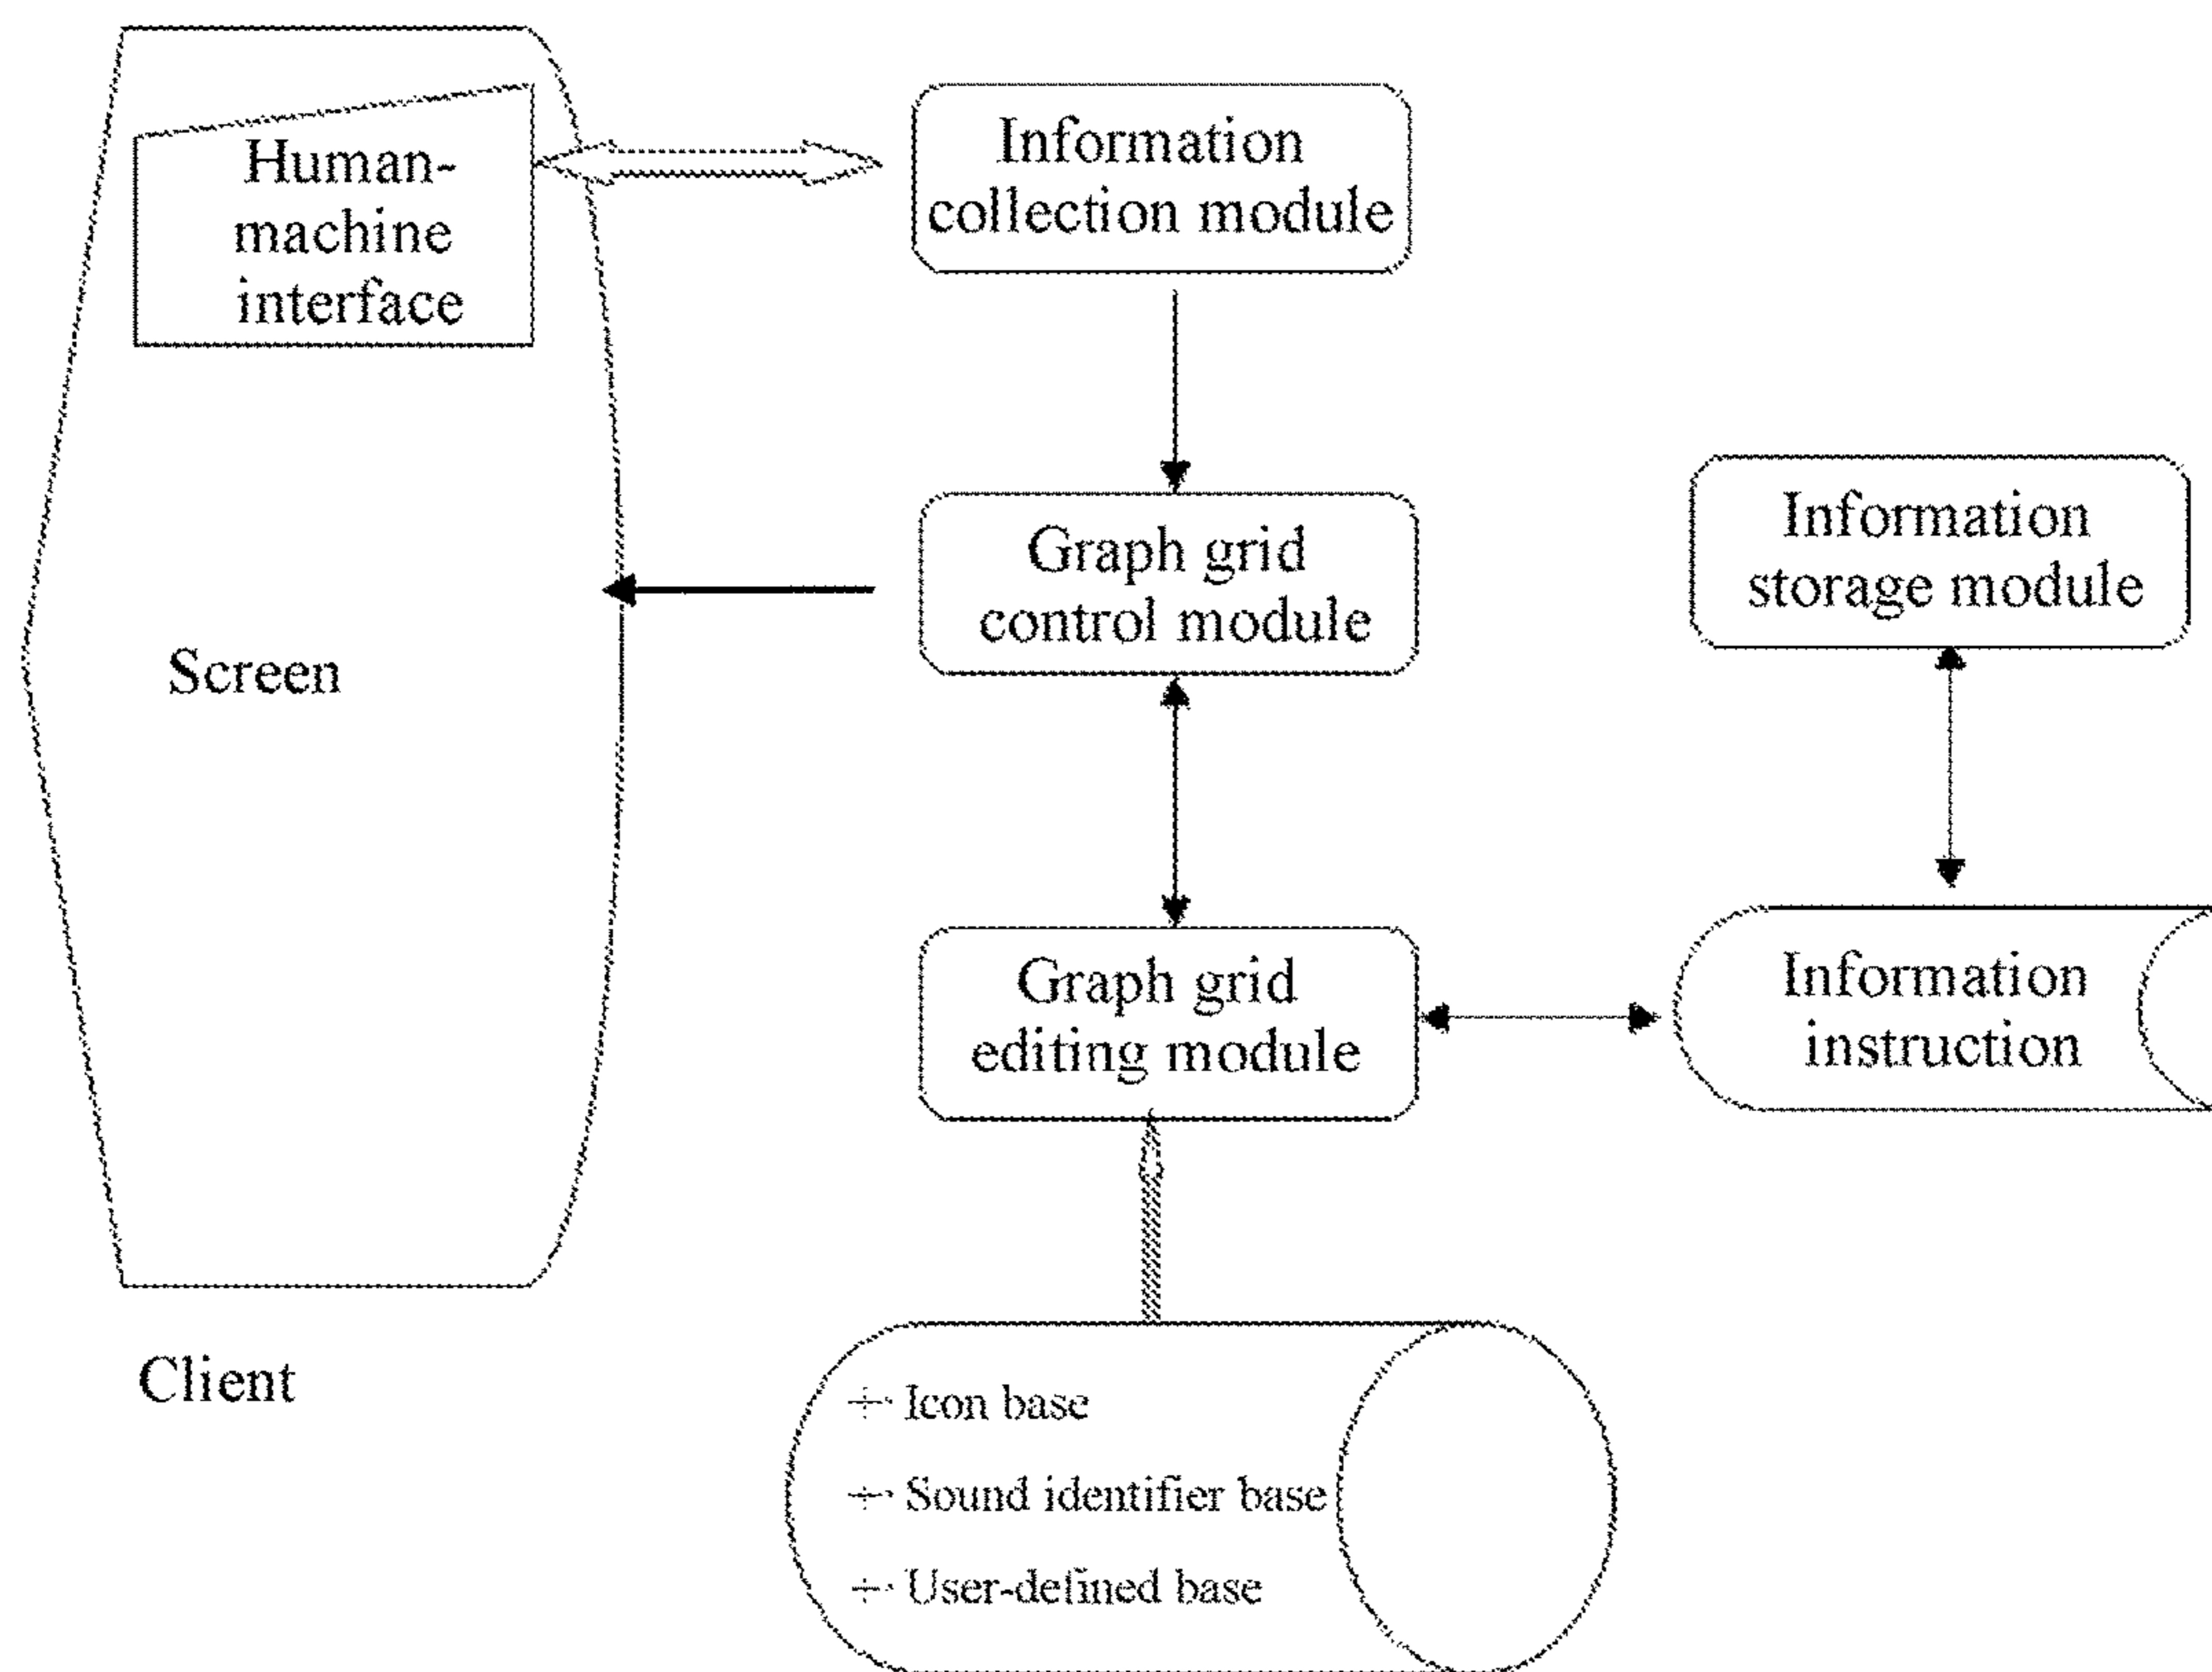 Human-
machine
interface
Information
collection module
Graph grid
control module
Information
storage module
Screen
Graph grid
editing module
Information
instruction
Client
Icon base
Sound identifier base
User-defined base